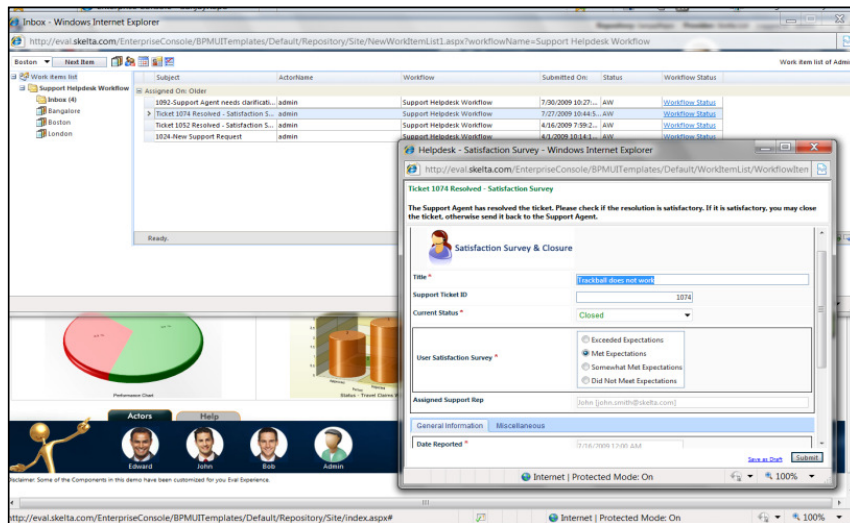 Inbox - Windows Internet Explorer
http://eval.skelta.com/EnterpriseConsole/BPMUITemplates/Default/Repository/Site/NewWorkItemList1.aspx?workflowName=Support Helpdesk Workflow
Boston Next Item
Work item list of Admi
Work items list
Support Helpdesk Workflow
Inbox (4)
Bangalore
Boston
London
Subject ActorName Workflow Submitted On: Status Workflow Status
Assigned On: Older
1092-Support Agent needs clarificati... admin Support Helpdesk Workflow 7/30/2009 10:27:... AW Workflow Status
Ticket 1074 Resolved - Satisfaction S... admin Support Helpdesk Workflow 7/27/2009 10:44:5... AW Workflow Status
Ticket 1052 Resolved - Satisfaction S... admin Support Helpdesk Workflow 4/16/2009 7:59:2... AW Workflow Status
1024-New Support Request admin Support Helpdesk Workflow 4/1/2009 10:14:1... AW Workflow Status
Ready.
Helpdesk - Satisfaction Survey - Windows Internet Explorer
http://eval.skelta.com/EnterpriseConsole/BPMUITemplates/Default/WorkItemList/WorkflowIten
Ticket 1074 Resolved - Satisfaction Survey
The Support Agent has resolved the ticket. Please check if the resolution is satisfactory. If it is satisfactory, you may close
the ticket, otherwise send it back to the Support Agent.
Satisfaction Survey & Closure
Title * Trackball does not work
Support Ticket ID 1074
Current Status * Closed
User Satisfaction Survey *
Exceeded Expectations
Met Expectations
Somewhat Met Expectations
Did Not Meet Expectations
Assigned Support Rep John [john.smith@skelta.com]
General Information Miscellaneous
Date Reported * 7/16/2009 12:00 AM
Save as Draft Submit
Internet | Protected Mode: On 100%
Performance Chart
Status - Travel Claims
Actors Help
Edward John Bob Admin
Disclaimer: Some of the Components in this demo have been customized for you Eval Experience.
http://eval.skelta.com/EnterpriseConsole/BPMUITemplates/Default/Repository/Site/index.aspx#
Internet | Protected Mode: On 100%